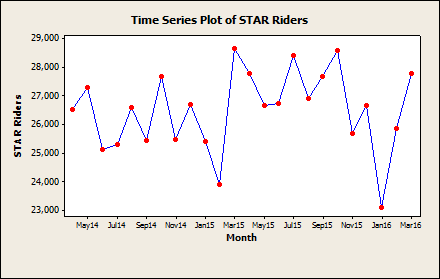 Time Series Plot of STAR Riders
29,000
28,000
27,000
26,000
25,000
24,000
23,000
STAR Riders
May14 Jul14 Sep14 Nov14 Jan15 Mar15 May15 Jul15 Sep15 Nov15 Jan16 Mar16
Month